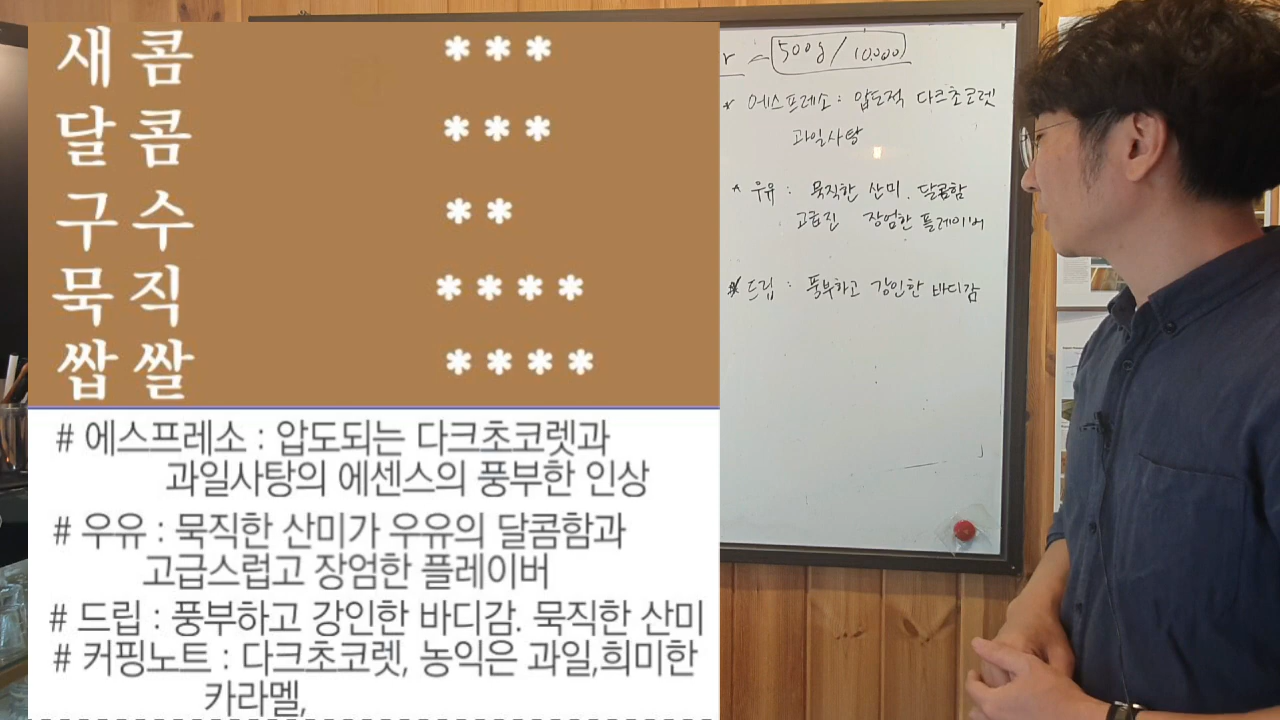 새콤 ***
달콤 ***
구수 **
묵직 ****
쌉쌀 ****
# 에스프레소 : 압도되는 다크초코렛과
과일사탕의 에센스의 풍부한 인상
# 우유 : 묵직한 산미가 우유의 달콤함과
고급스럽고 장엄한 플레이버
# 드립 : 풍부하고 강인한 바디감. 묵직한 산미
# 커핑노트 : 다크초코렛, 농익은 과일,희미한
카라멜,
500g / 10.000
에스프레소 : 압도적 다크초코렛
과일사탕
* 우유 : 묵직한 산미. 달콤함
고급진 장엄한 플레이버
드립 : 풍부하고 강인한 바디감